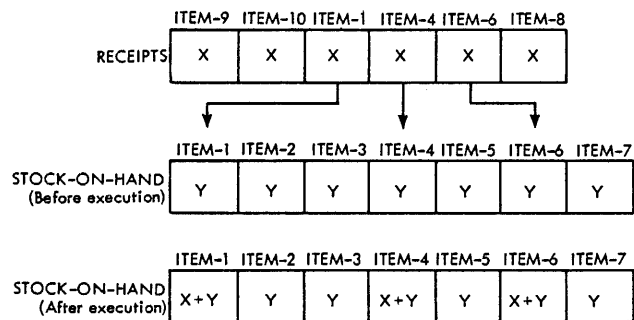 ITEM-9 ITEM-10 ITEM-1 ITEM-4 ITEM-6 ITEM-8
RECEIPTS X X X X X X
ITEM-1 ITEM-2 ITEM-3 ITEM-4 ITEM-5 ITEM-6 ITEM-7
STOCK-ON-HAND
(Before execution) Y Y Y Y Y Y Y
ITEM-1 ITEM-2 ITEM-3 ITEM-4 ITEM-5 ITEM-6 ITEM-7
STOCK-ON-HAND
(After execution) X+Y Y Y X+Y Y X+Y Y